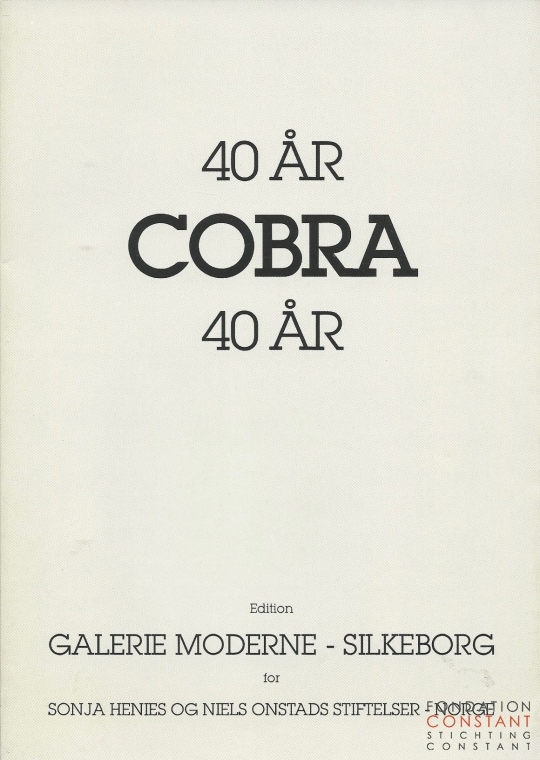 40 ÅR
COBRA
40 ÅR
Edition
GALERIE MODERNE - SILKEBORG
for
SONJA HENIES OG NIELS ONSTADS STIFTELSER - NORGE
FONDATION
CONSTANT
STICHTING
CONSTANT